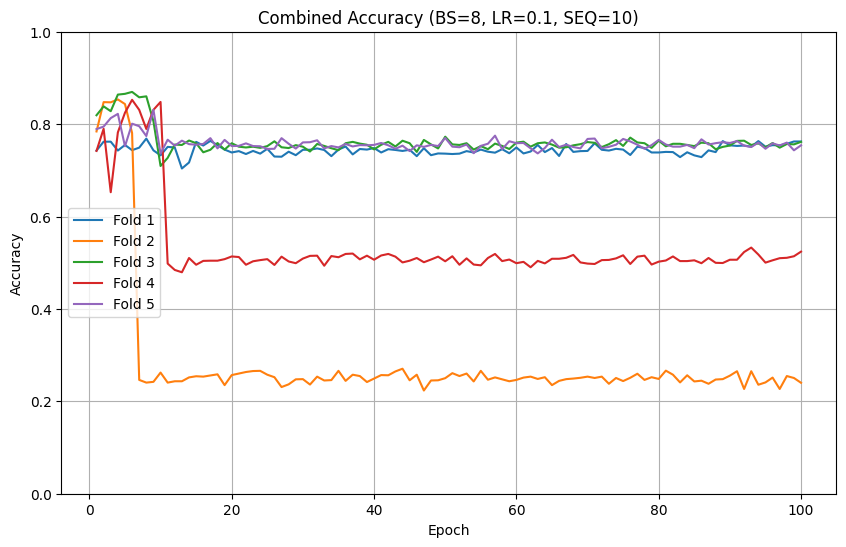 Combined Accuracy (BS=8, LR=0.1, SEQ=10)
1.0
0.8
0.6
0.4
0.2
0.0
Accuracy
Fold 1
Fold 2
Fold 3
Fold 4
Fold 5
0 20 40 60 80 100
Epoch